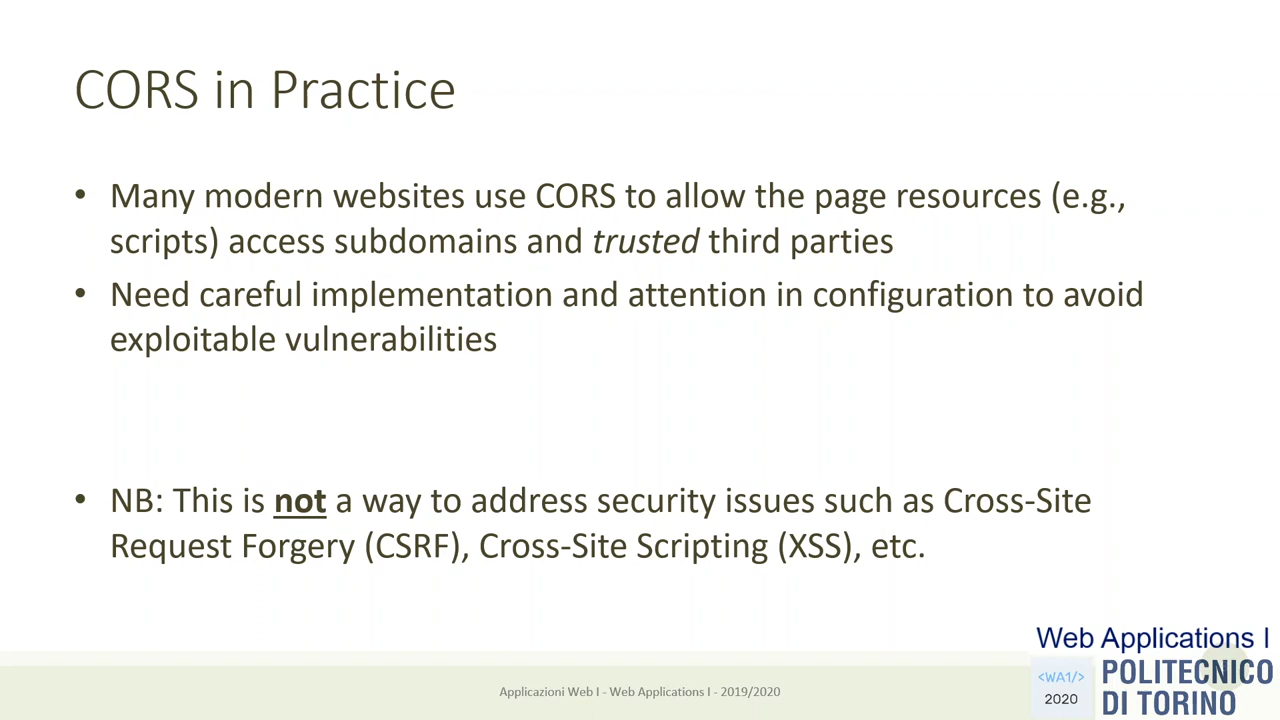 CORS in Practice
• Many modern websites use CORS to allow the page resources (e.g.,
scripts) access subdomains and trusted third parties
• Need careful implementation and attention in configuration to avoid
exploitable vulnerabilities
• NB: This is not a way to address security issues such as Cross-Site
Request Forgery (CSRF), Cross-Site Scripting (XSS), etc.
Applicazioni Web I - Web Applications I - 2019/2020
Web Applications I
<WA1/>
2020
POLITECNICO
DI TORINO